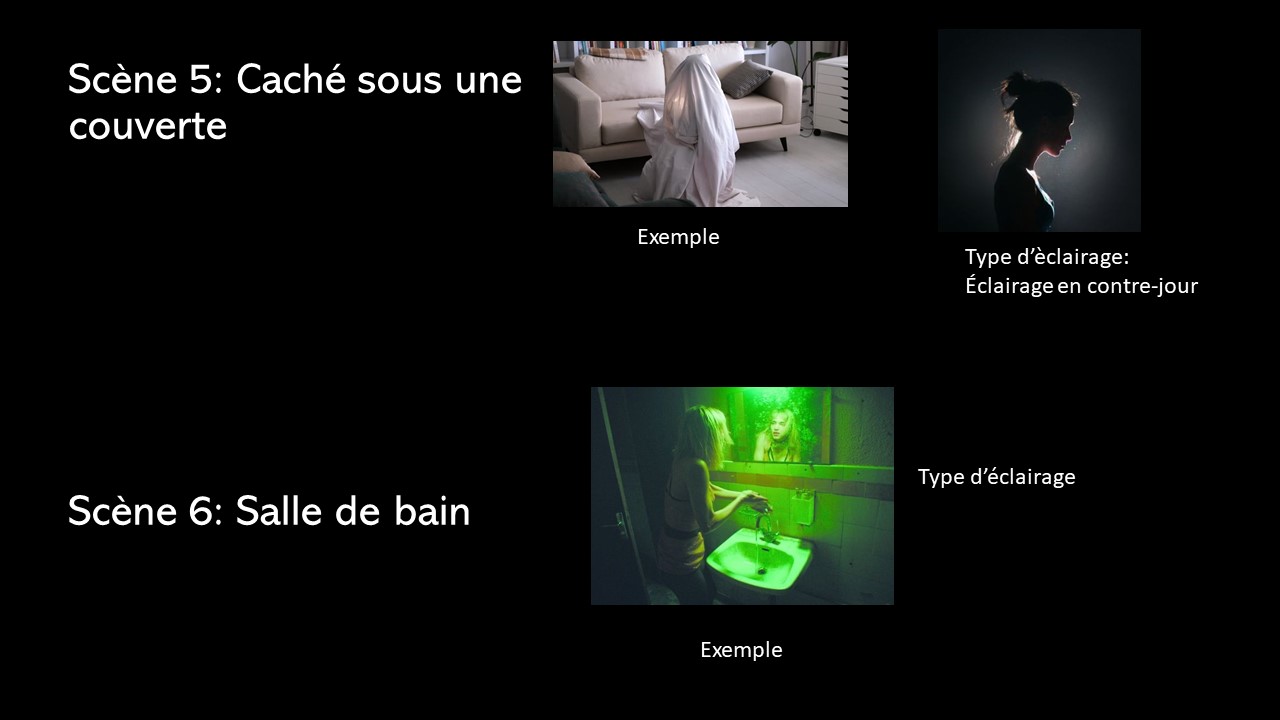 Scène 5: Caché sous une
couverte
Exemple
Type d’èclairage:
Éclairage en contre-jour
Scène 6: Salle de bain
Type d’éclairage
Exemple